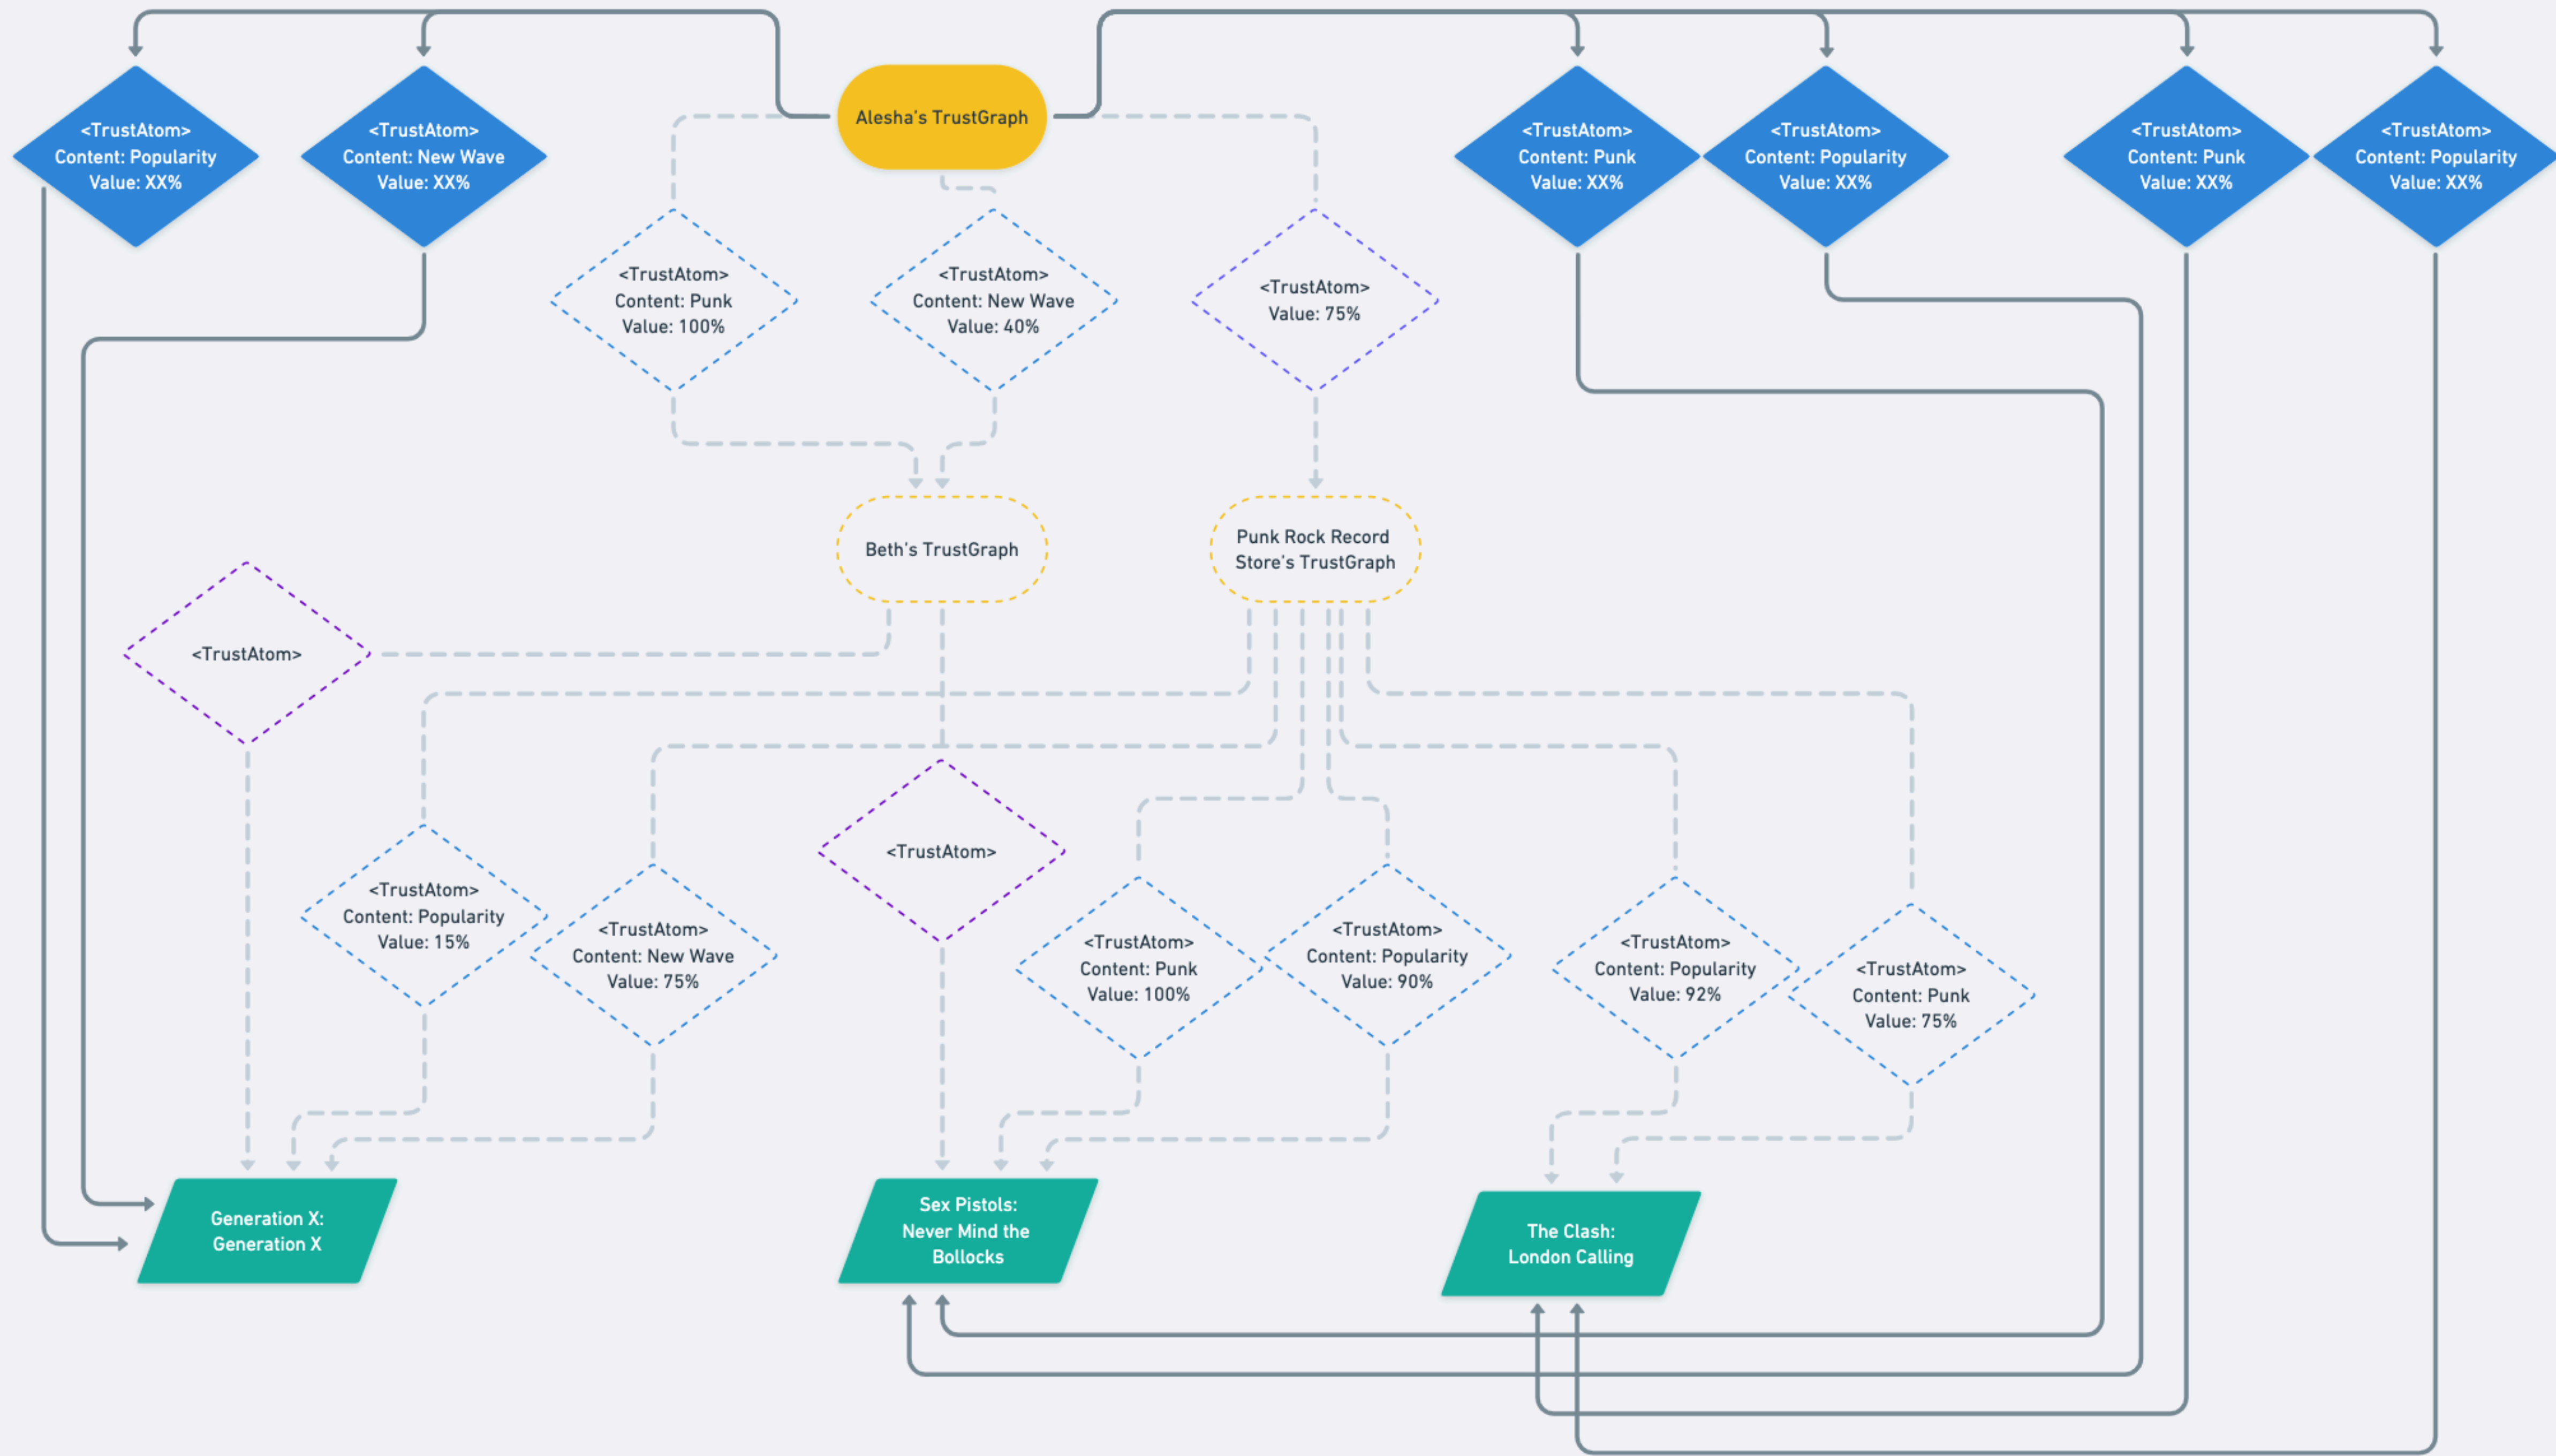 Alesha's TrustGraph
<TrustAtom>
Content: Popularity
Value: XX%
<TrustAtom>
Content: New Wave
Value: XX%
<TrustAtom>
Content: Punk
Value: XX%
<TrustAtom>
Content: Popularity
Value: XX%
<TrustAtom>
Content: Punk
Value: XX%
<TrustAtom>
Content: Popularity
Value: XX%
<TrustAtom>
Content: Punk
Value: 100%
<TrustAtom>
Content: New Wave
Value: 40%
<TrustAtom>
Value: 75%
Beth's TrustGraph
Punk Rock Record
Store's TrustGraph
<TrustAtom>
<TrustAtom>
<TrustAtom>
Content: Popularity
Value: 15%
<TrustAtom>
Content: New Wave
Value: 75%
<TrustAtom>
Content: Punk
Value: 100%
<TrustAtom>
Content: Popularity
Value: 90%
<TrustAtom>
Content: Popularity
Value: 92%
<TrustAtom>
Content: Punk
Value: 75%
Generation X:
Generation X
Sex Pistols:
Never Mind the
Bollocks
The Clash:
London Calling